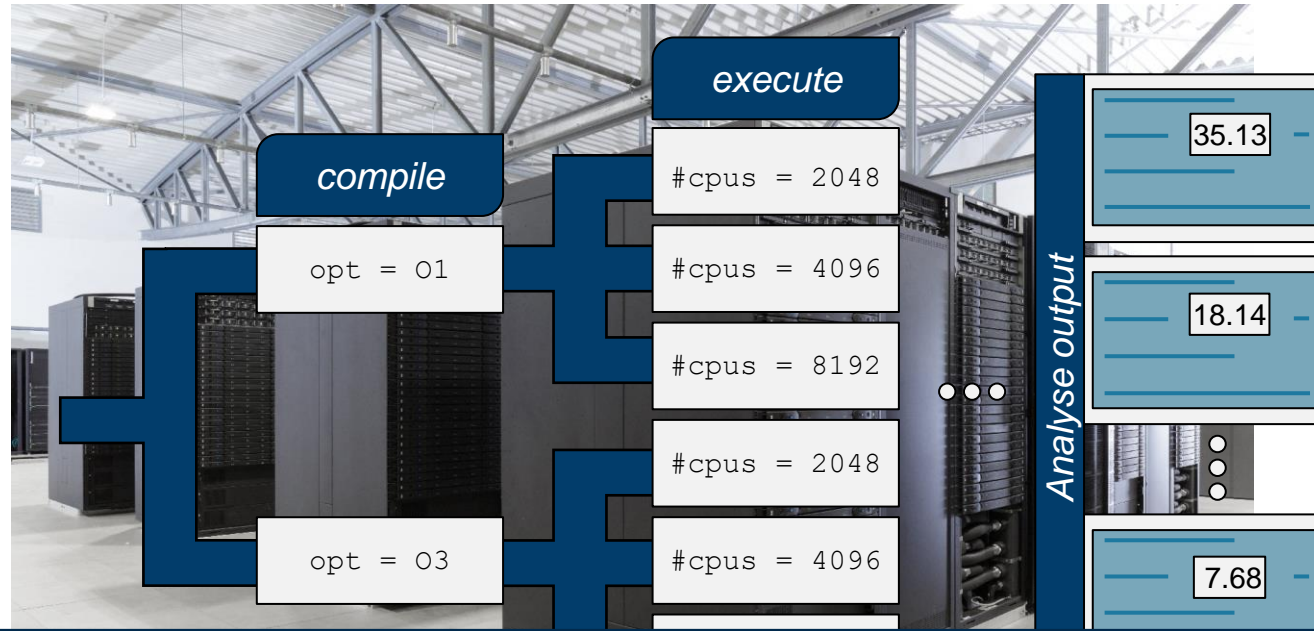 execute
compile
#cpus = 2048
opt = O1
#cpus = 4096
#cpus = 8192
#cpus = 2048
opt = O3
#cpus = 4096
Analyse output
35.13
18.14
7.68